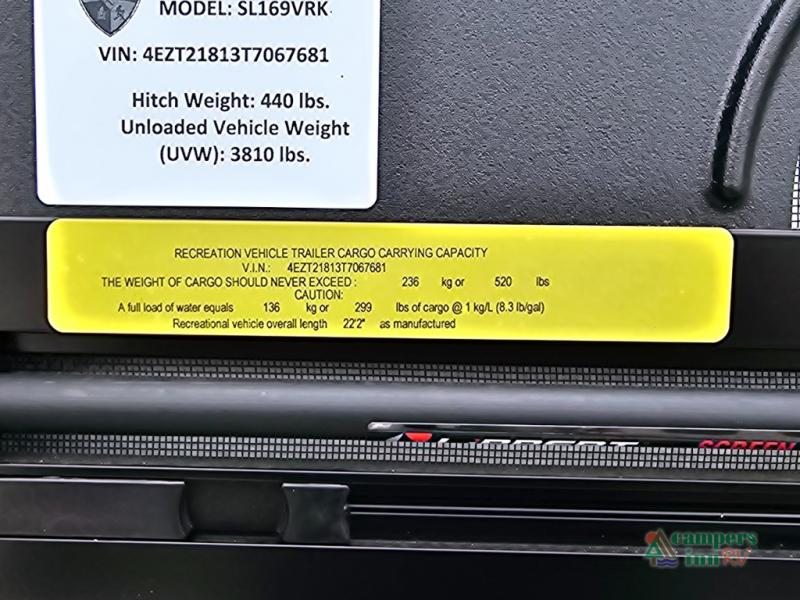 MODEL: SL169VRK
VIN: 4EZT21813T7067681
Hitch Weight: 440 lbs.
Unloaded Vehicle Weight
(UVW): 3810 lbs.
RECREATION VEHICLE TRAILER CARGO CARRYING CAPACITY
V.I.N.: 4EZT21813T7067681
THE WEIGHT OF CARGO SHOULD NEVER EXCEED: 236 kg or 520 lbs
CAUTION:
A full load of water equals 136 kg or 299 lbs of cargo @ 1 kg/L (8.3 lb/gal)
Recreational vehicle overall length 22'2" as manufactured
SCREEN
campers
inn RV